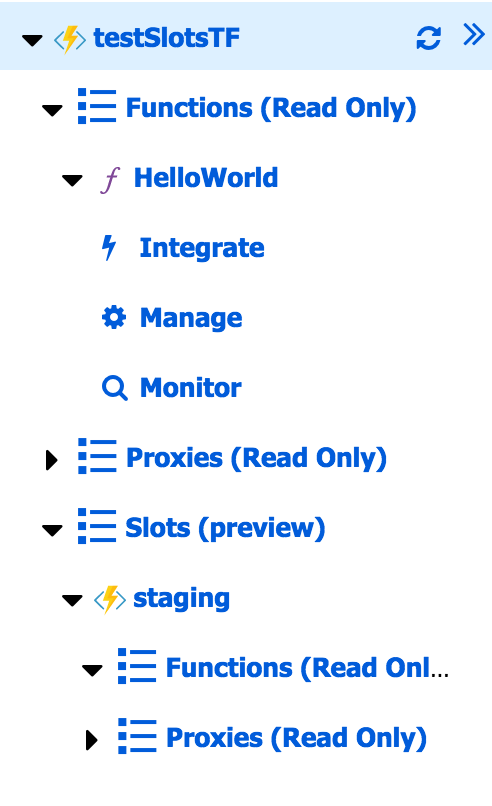 testSlotsTF
Functions (Read Only)
HelloWorld
Integrate
Manage
Monitor
Proxies (Read Only)
Slots (preview)
staging
Functions (Read Onl...
Proxies (Read Only)